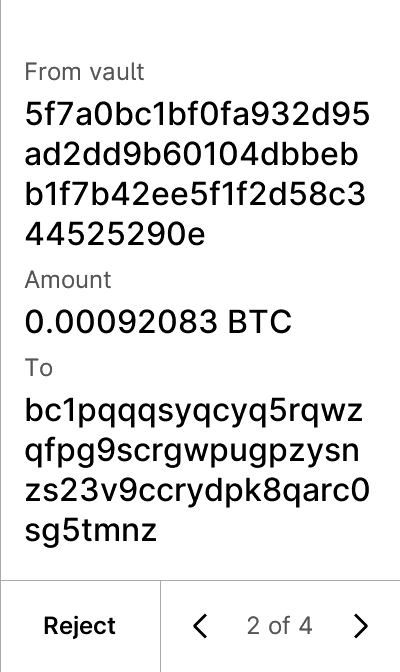 From vault
5f7a0bc1bf0fa932d95
ad2dd9b60104dbbeb
b1f7b42ee5f1f2d58c3
44525290e
Amount
0.00092083 BTC
To
bc1pqqqsyqcyq5rqwz
qfpg9scrgwpugpzysn
zs23v9ccrydpk8qarc0
sg5tmnz
Reject
2 of 4